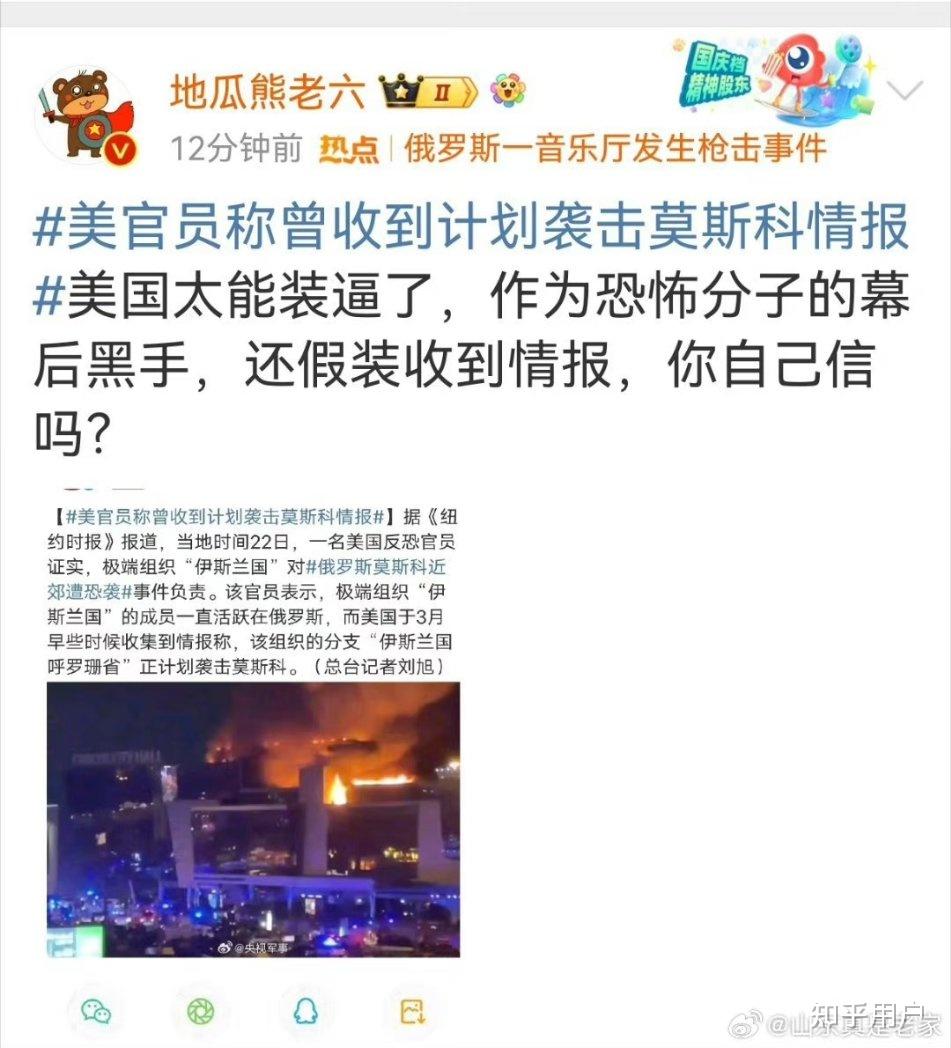 地瓜熊老六 II
国庆档
精神股东
12分钟前 热点 | 俄罗斯一音乐厅发生枪击事件
#美官员称曾收到计划袭击莫斯科情报
#美国太能装逼了，作为恐怖分子的幕
后黑手，还假装收到情报，你自己信
吗？
【#美官员称曾收到计划袭击莫斯科情报#】据《纽
约时报》报道，当地时间22日，一名美国反恐官员
证实，极端组织“伊斯兰国”对#俄罗斯莫斯科近
郊遭恐袭#事件负责。该官员表示，极端组织“伊
斯兰国”的成员一直活跃在俄罗斯，而美国于3月
早些时候收集到情报称，该组织的分支“伊斯兰国
呼罗珊省”正计划袭击莫斯科。（总台记者刘旭）
CROCUS CITY HALL
@央视军事
知乎用户
@山东莫定老家